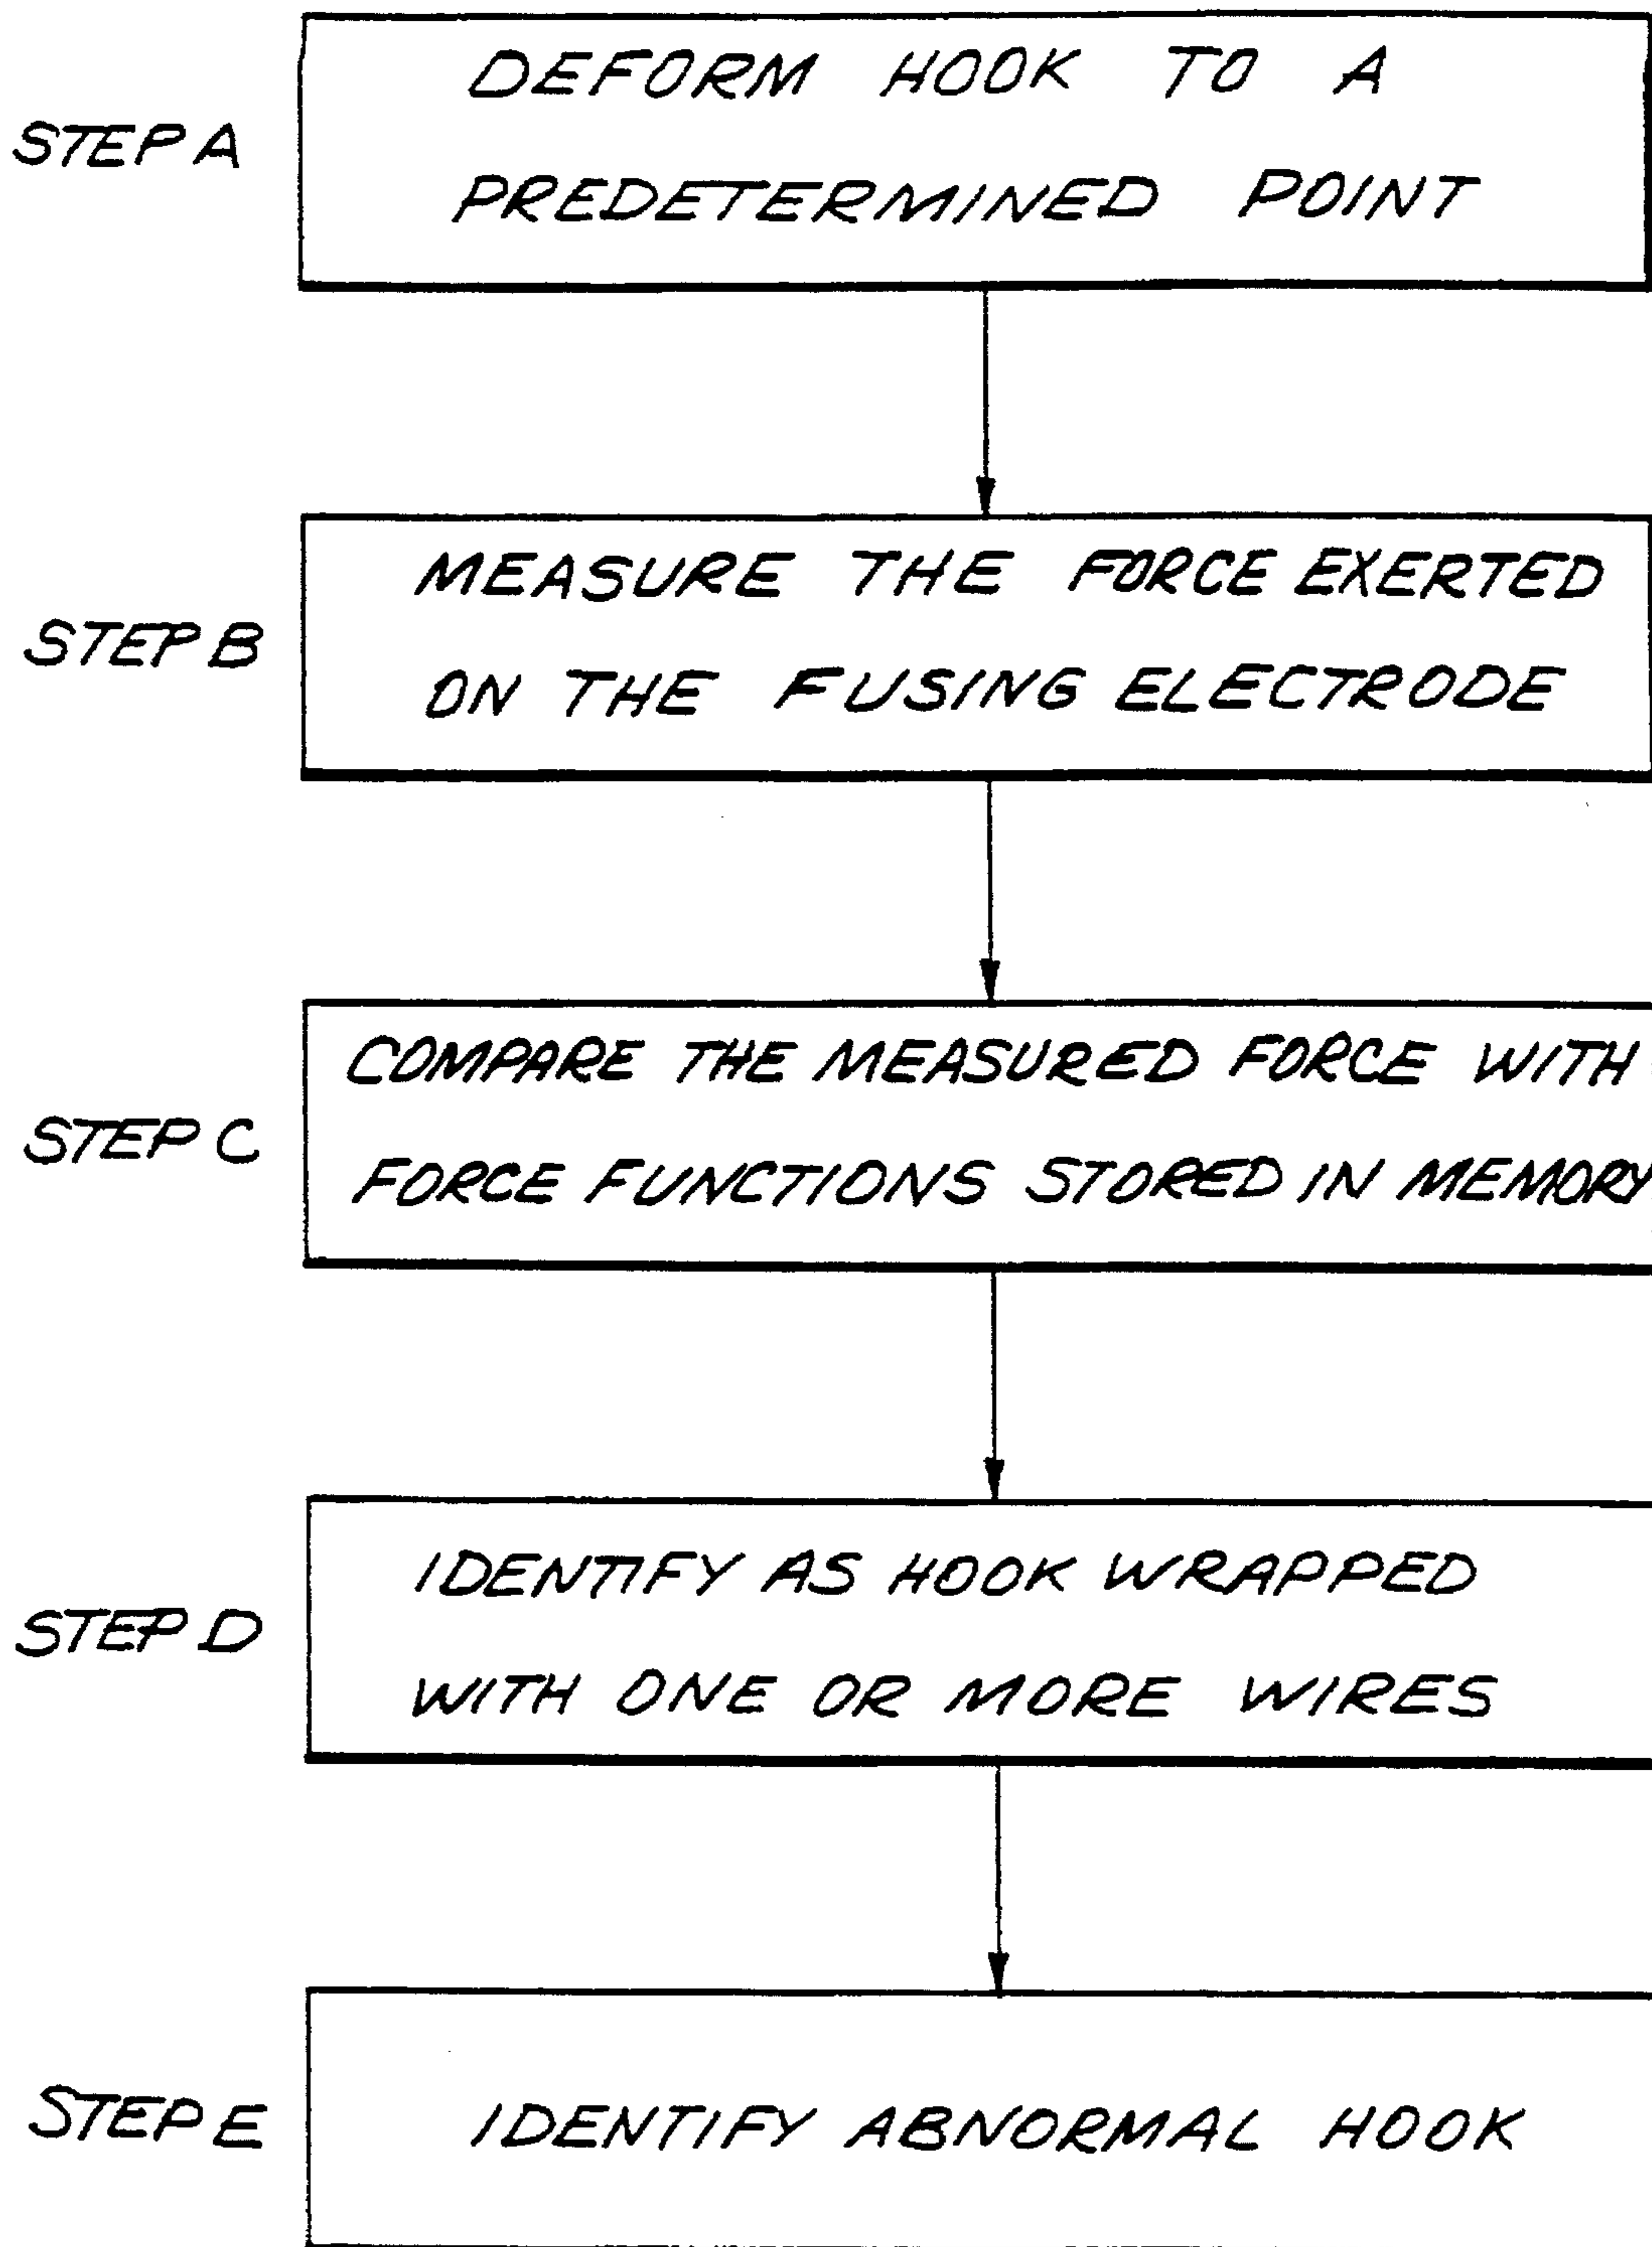 STEP A
DEFORM HOOK TO A
PREDETERMINED POINT
STEP B
MEASURE THE FORCE EXERTED
ON THE FUSING ELECTRODE
STEP C
COMPARE THE MEASURED FORCE WITH
FORCE FUNCTIONS STORED IN MEMORY
STEP D
IDENTIFY AS HOOK WRAPPED
WITH ONE OR MORE WIRES
STEP E
IDENTIFY ABNORMAL HOOK